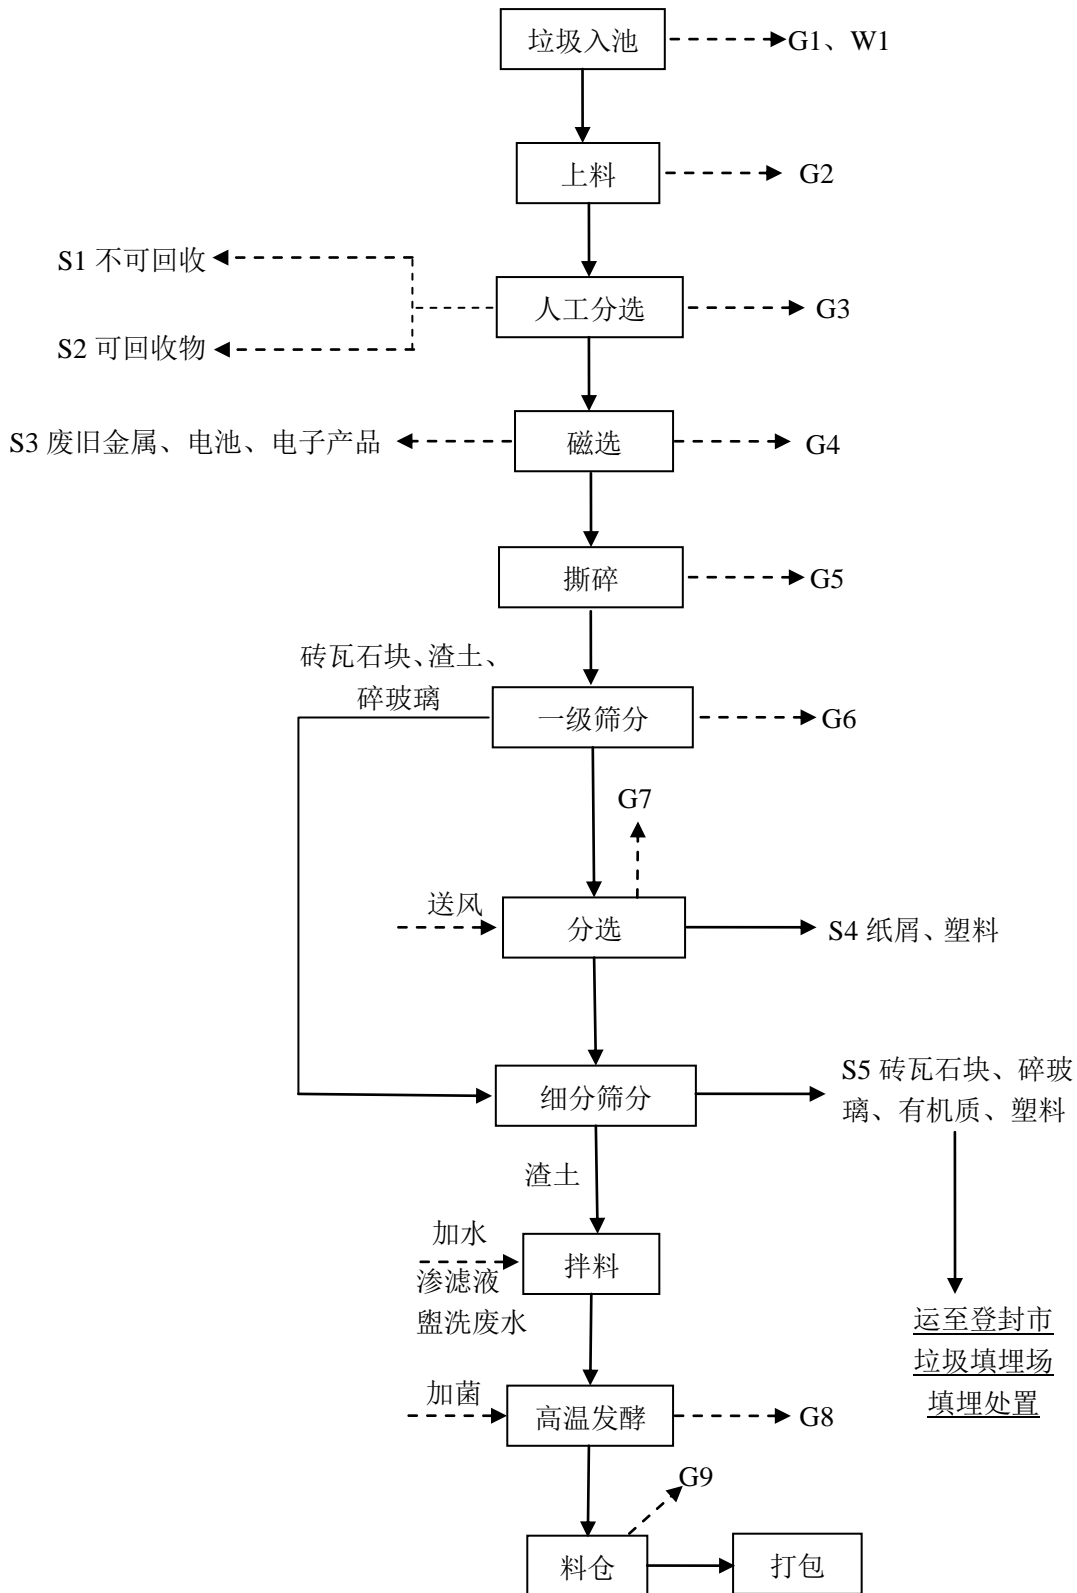 垃圾入池
G1、W1
上料
G2
S1 不可回收
人工分选
G3
S2 可回收物
S3 废旧金属、电池、电子产品
磁选
G4
撕碎
G5
砖瓦石块、渣土、
碎玻璃
一级筛分
G6
G7
送风
分选
S4 纸屑、塑料
细分筛分
S5 砖瓦石块、碎玻
璃、有机质、塑料
渣土
加水
渗滤液
盥洗废水
拌料
运至登封市
垃圾填埋场
填埋处置
加菌
高温发酵
G8
G9
料仓
打包